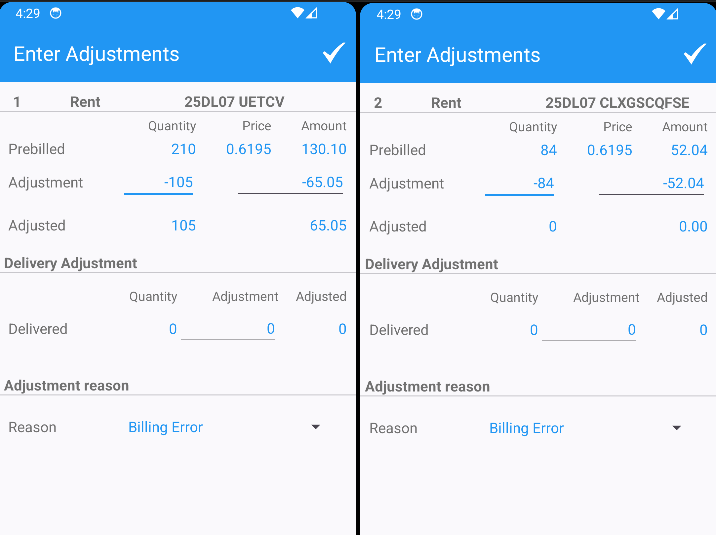 4:29
Enter Adjustments
1 Rent 25DL07 UETCV
Quantity Price Amount
Prebilled 210 0.6195 130.10
Adjustment -105 -65.05
Adjusted 105 65.05
Delivery Adjustment
Quantity Adjustment Adjusted
Delivered 0 0 0
Adjustment reason
Reason Billing Error
4:29
Enter Adjustments
2 Rent 25DL07 CLXGSCQFSE
Quantity Price Amount
Prebilled 84 0.6195 52.04
Adjustment -84 -52.04
Adjusted 0 0.00
Delivery Adjustment
Quantity Adjustment Adjusted
Delivered 0 0 0
Adjustment reason
Reason Billing Error